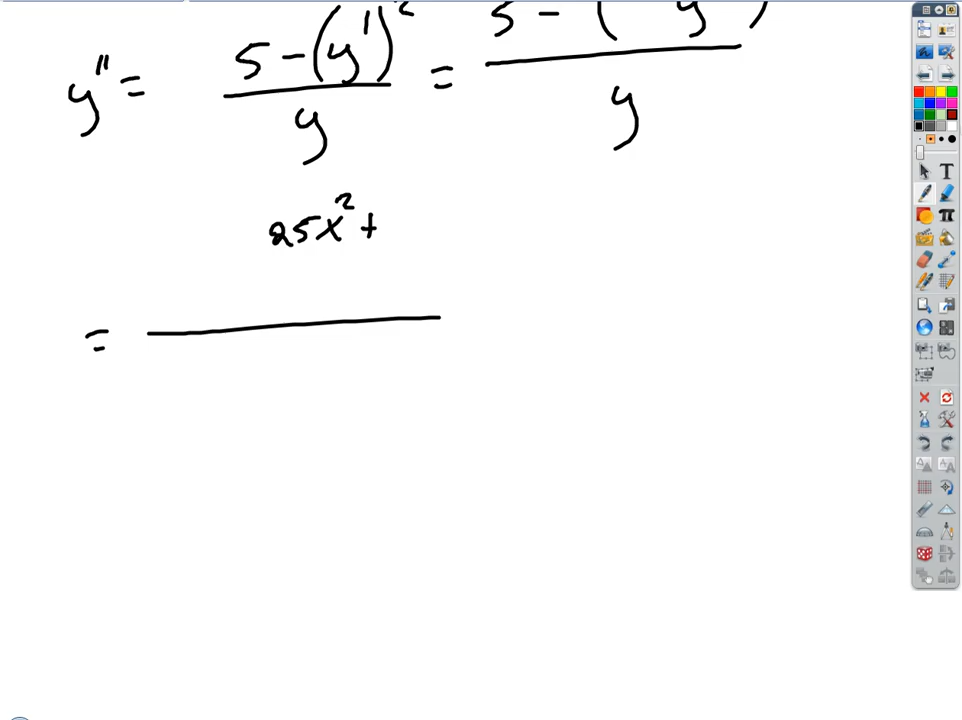 y'' = 5 - (y')² / y = 5 - ( y ) / y
25x² +
=
T
π